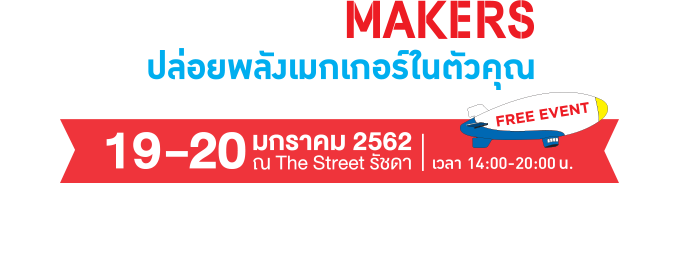 MAKERS
ปล่อยพลังเมกเกอร์ในตัวคุณ
FREE EVENT
19-20 มกราคม 2562
ณ The Street รัชดา
เวลา 14:00-20:00 น.